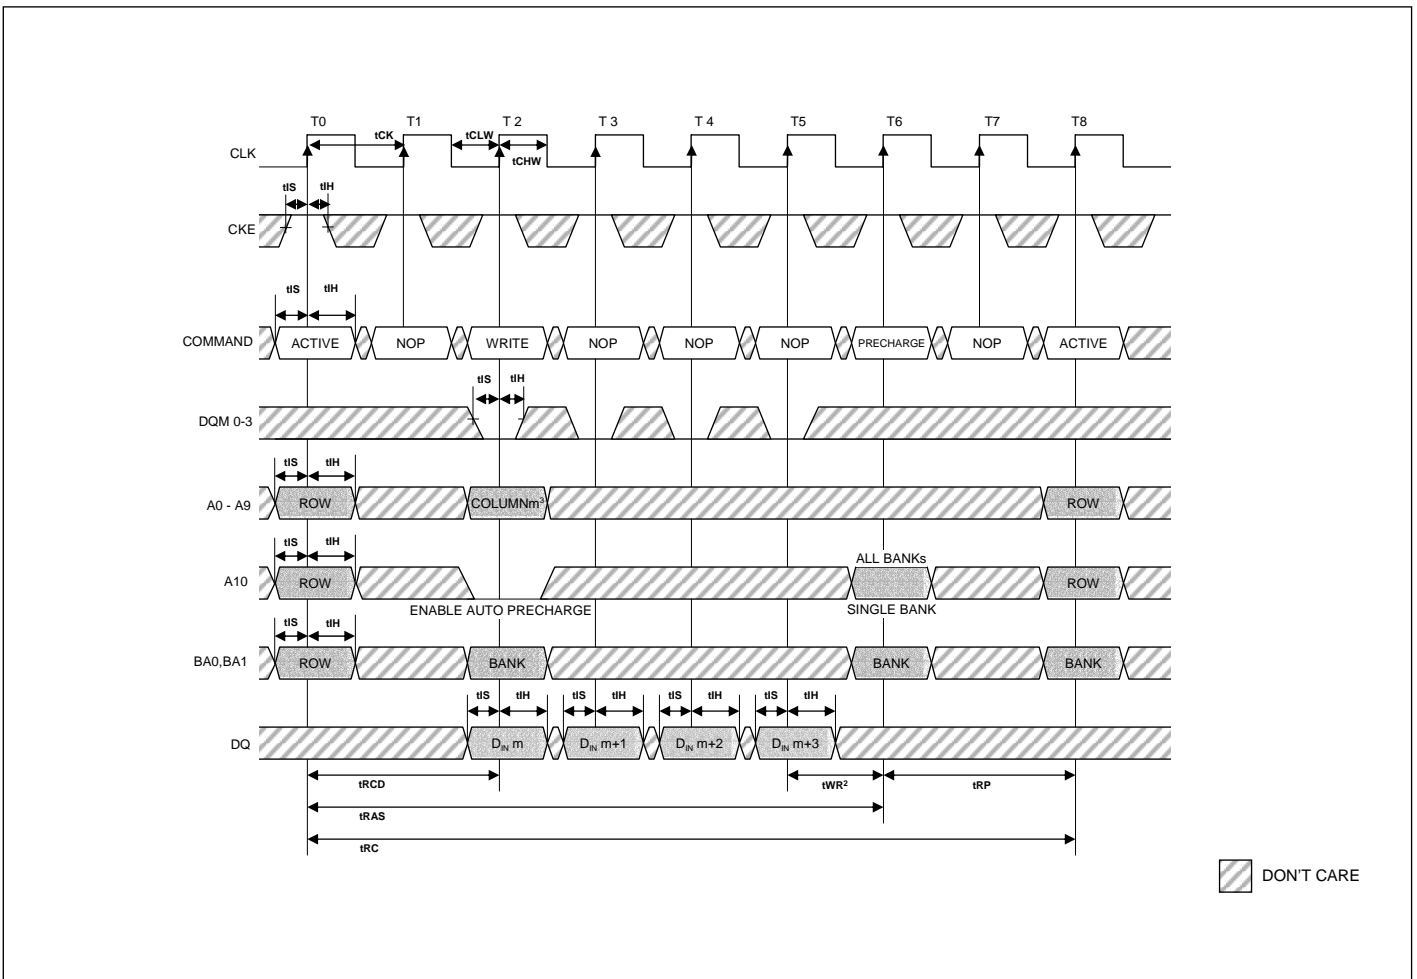 T0 T1 T 2 T 3 T 4 T5 T6 T7 T8
tCK tCLW
CLK
tCHW
tIS tIH
CKE
tIS tIH
COMMAND ACTIVE NOP WRITE NOP NOP NOP PRECHARGE NOP ACTIVE
tIS tIH
DQM 0-3
tIS tIH
A0 - A9 ROW COLUMNm³ ROW
tIS tIH
ALL BANKs
A10 ROW ROW
ENABLE AUTO PRECHARGE SINGLE BANK
tIS tIH
BA0,BA1 ROW BANK BANK BANK
tIS tIH tIS tIH tIS tIH tIS tIH
DQ DIN m DIN m+1 DIN m+2 DIN m+3
tRCD tWR² tRP
tRAS
tRC
DON'T CARE